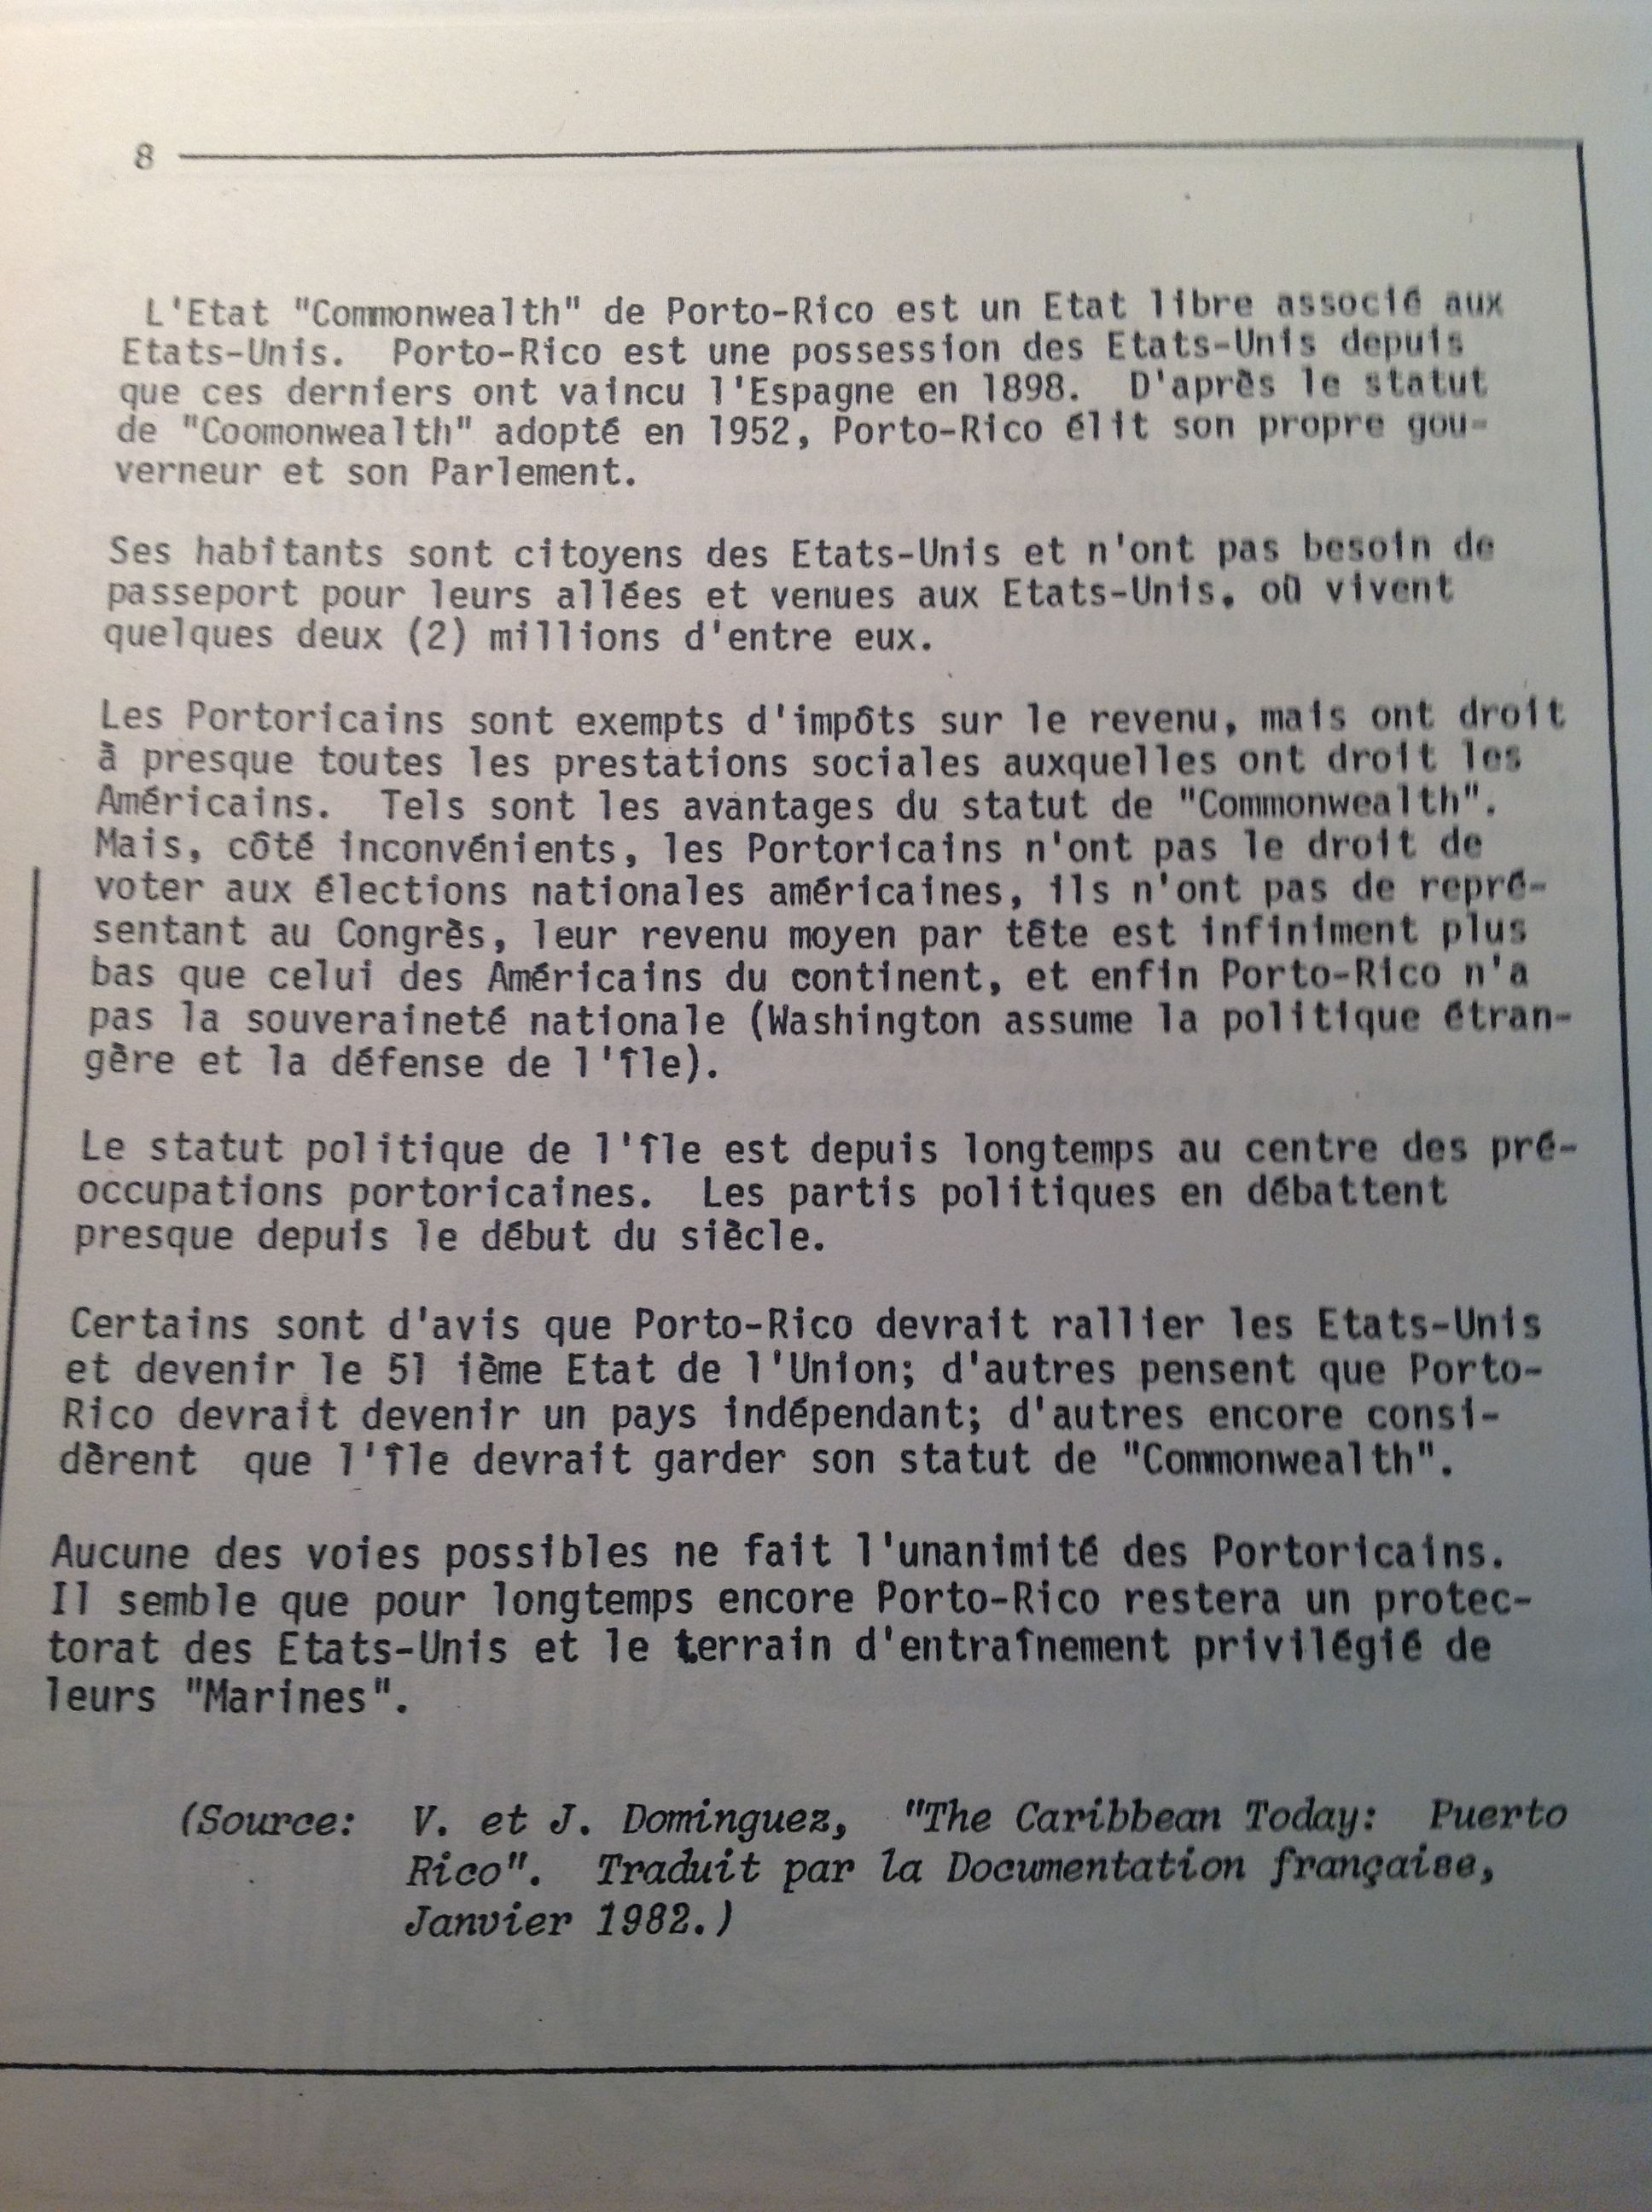 8
L'Etat "Commonwealth" de Porto-Rico est un Etat libre associé aux
Etats-Unis. Porto-Rico est une possession des Etats-Unis depuis
que ces derniers ont vaincu l'Espagne en 1898. D'après le statut
de "Coomonwealth" adopté en 1952, Porto-Rico élit son propre gou-
verneur et son Parlement.
Ses habitants sont citoyens des Etats-Unis et n'ont pas besoin de
passeport pour leurs allées et venues aux Etats-Unis, où vivent
quelques deux (2) millions d'entre eux.
Les Portoricains sont exempts d'impôts sur le revenu, mais ont droit
à presque toutes les prestations sociales auxquelles ont droit les
Américains. Tels sont les avantages du statut de "Commonwealth".
Mais, côté inconvénients, les Portoricains n'ont pas le droit de
voter aux élections nationales américaines, ils n'ont pas de repré-
sentant au Congrès, leur revenu moyen par tête est infiniment plus
bas que celui des Américains du continent, et enfin Porto-Rico n'a
pas la souveraineté nationale (Washington assume la politique étran-
gère et la défense de l'île).
Le statut politique de l'île est depuis longtemps au centre des pré-
occupations portoricaines. Les partis politiques en débattent
presque depuis le début du siècle.
Certains sont d'avis que Porto-Rico devrait rallier les Etats-Unis
et devenir le 51 ième Etat de l'Union; d'autres pensent que Porto-
Rico devrait devenir un pays indépendant; d'autres encore consi-
dèrent que l'île devrait garder son statut de "Commonwealth".
Aucune des voies possibles ne fait l'unanimité des Portoricains.
Il semble que pour longtemps encore Porto-Rico restera un protec-
torat des Etats-Unis et le terrain d'entraînement privilégié de
leurs "Marines".
(Source: V. et J. Dominguez, "The Caribbean Today: Puerto
Rico". Traduit par la Documentation française,
Janvier 1982.)